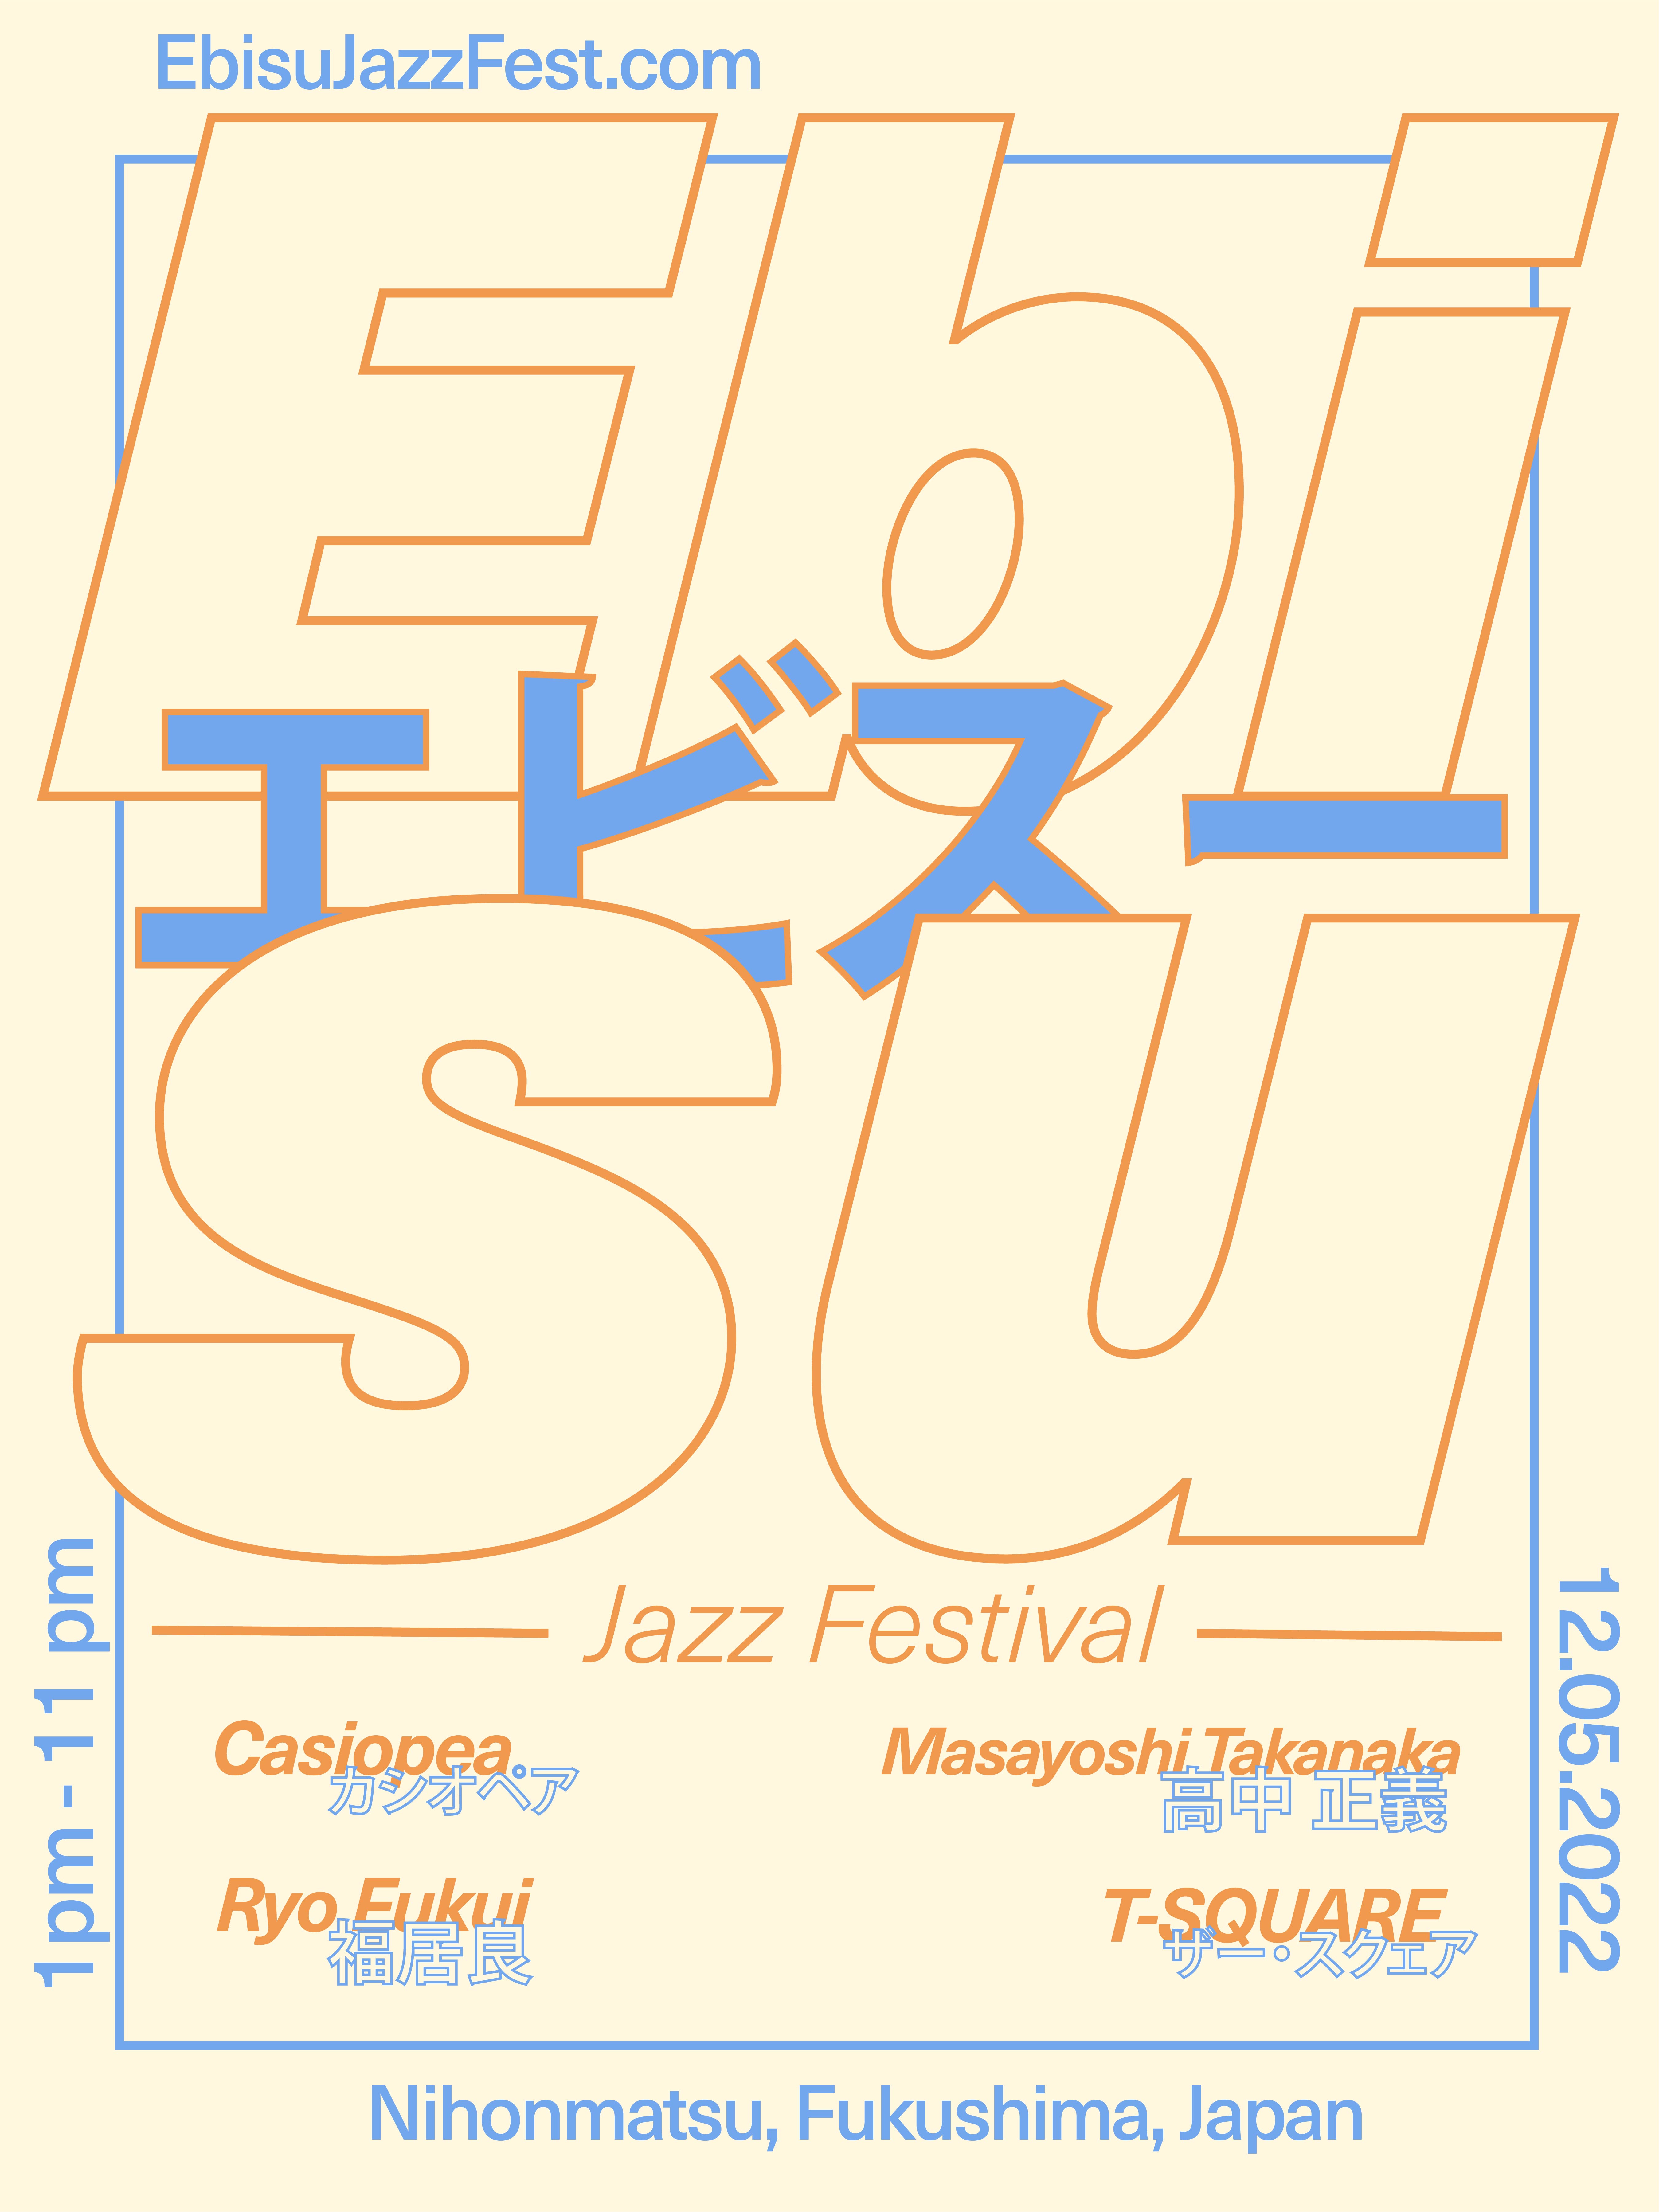 EbisuJazzFest.com
Ebi
エビスー
su
Jazz Festival
Casiopea
カシオペア
Masayoshi Takanaka
高中 正義
Ryo Fukui
福居良
T-SQUARE
ザー・スクェア
1pm - 11 pm
12.05.2022
Nihonmatsu, Fukushima, Japan